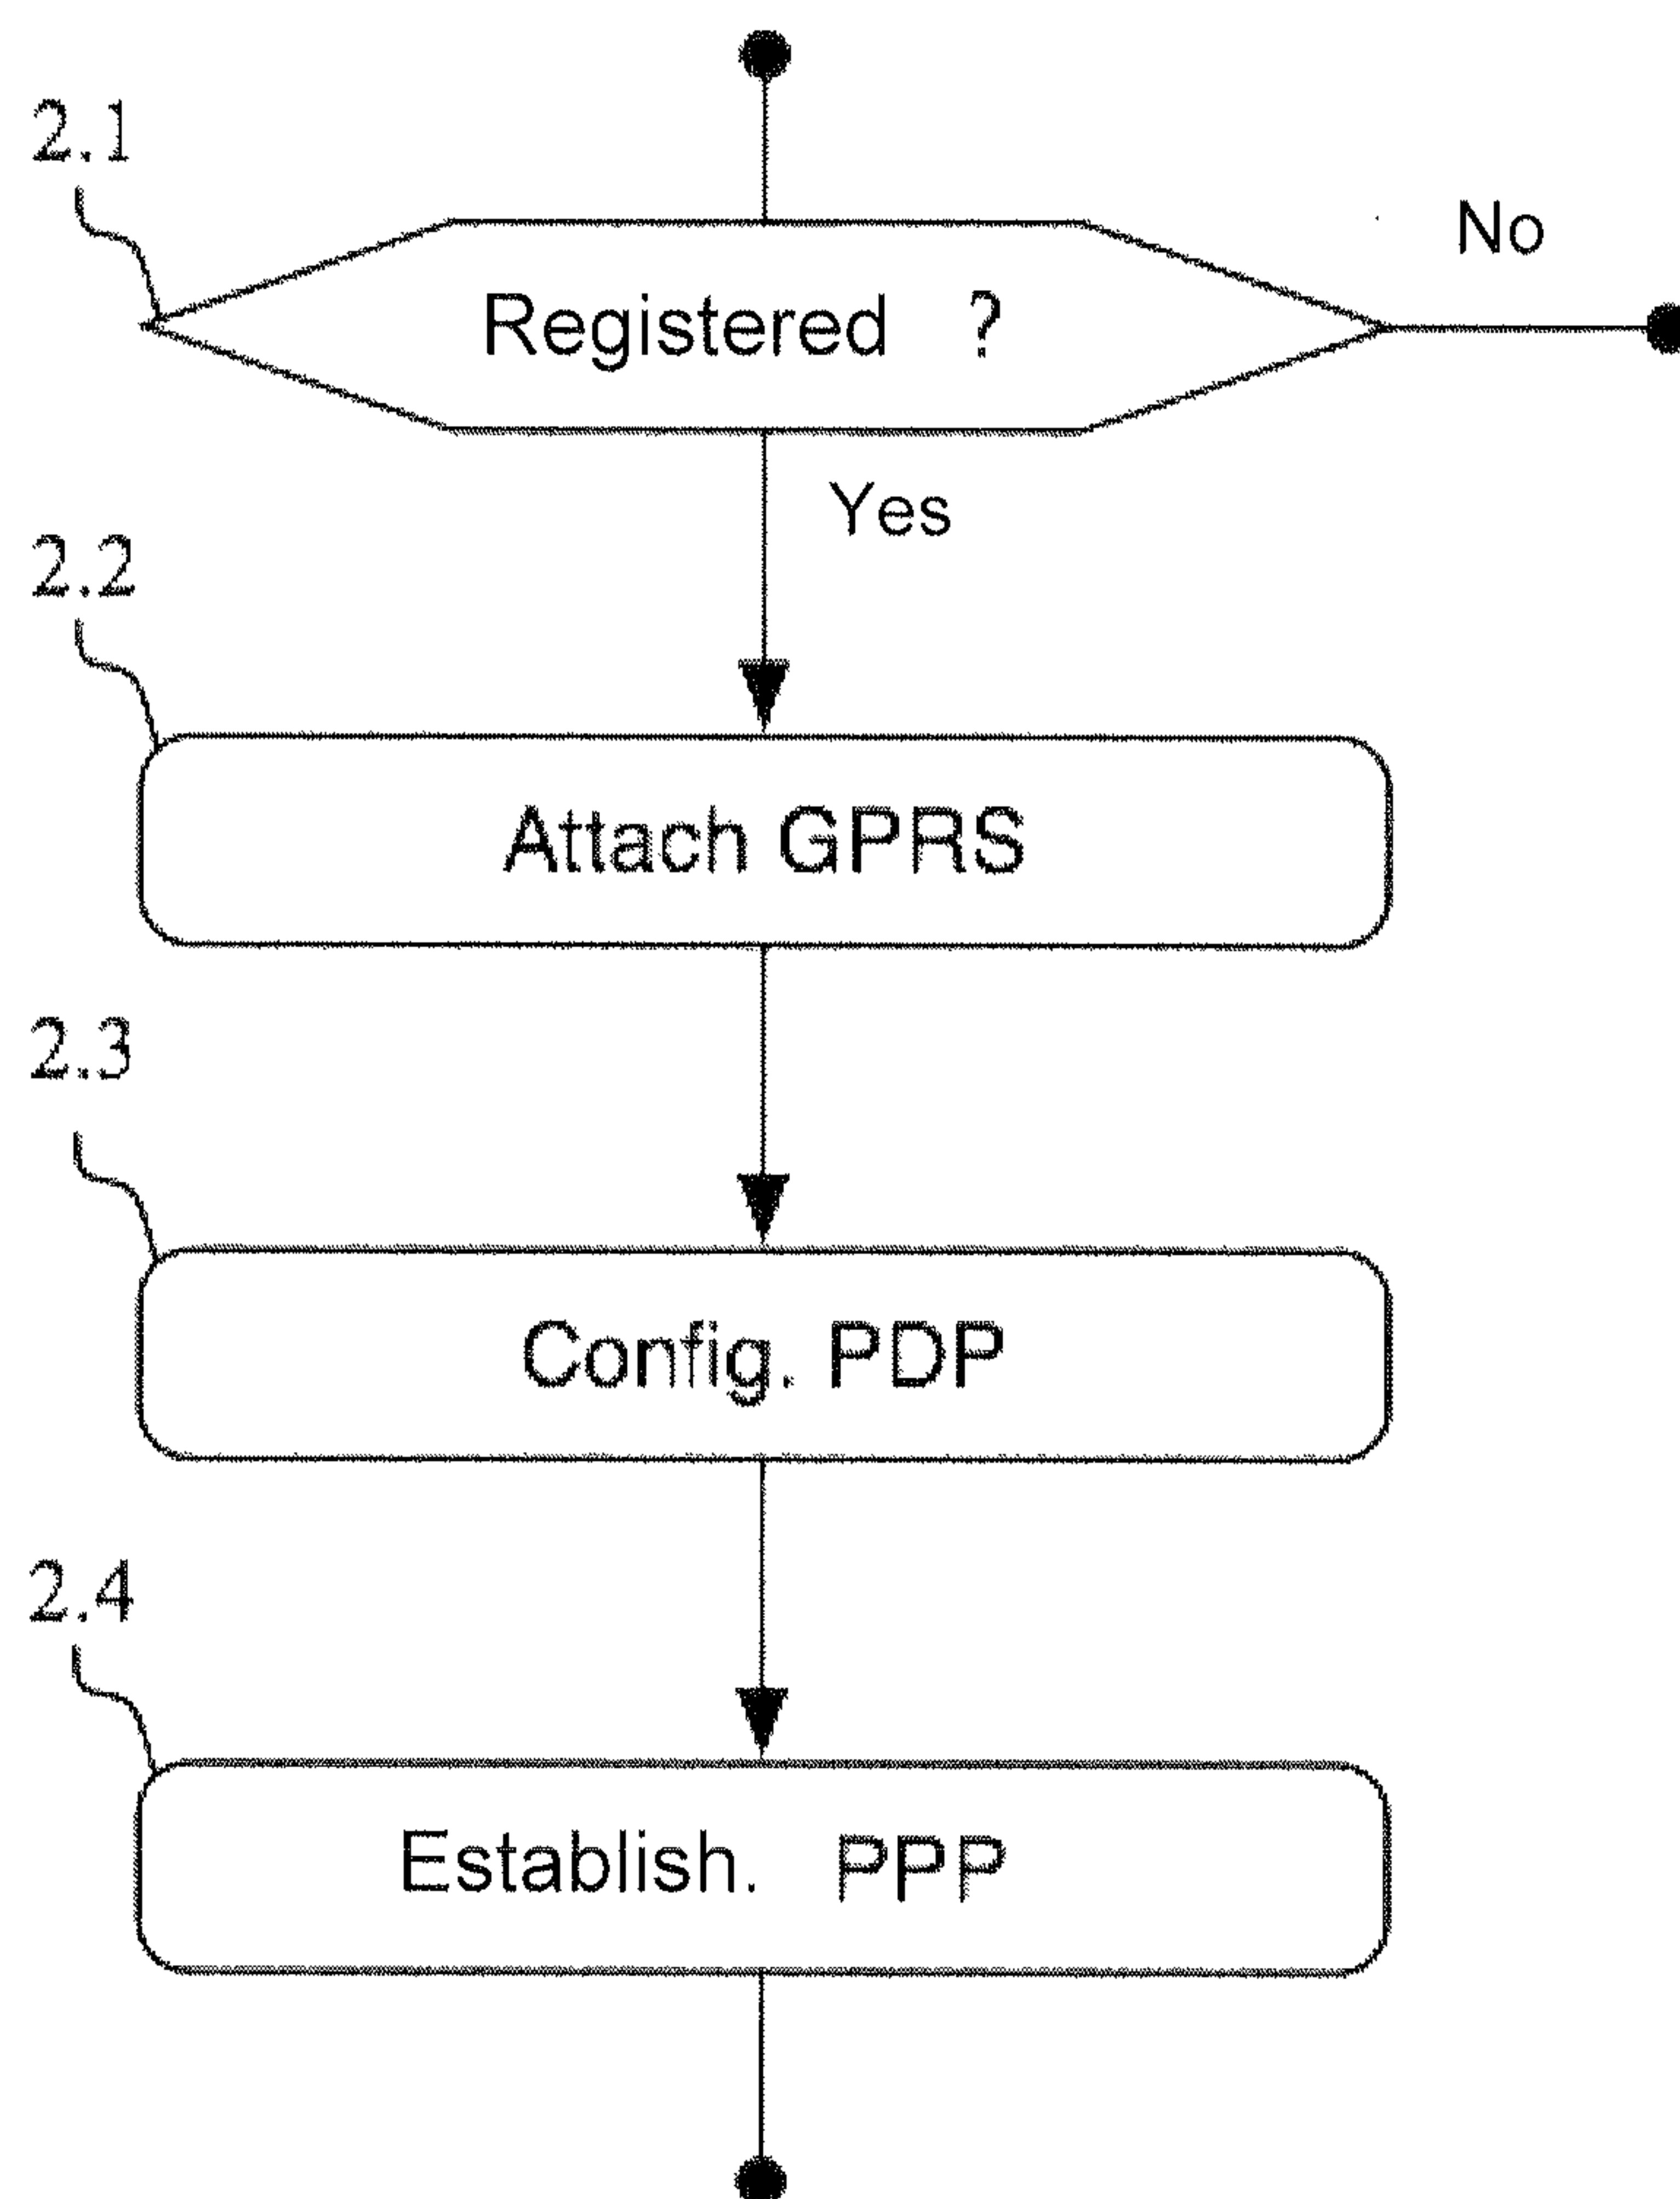 2.1
No
Registered ?
Yes
2.2
Attach GPRS
2.3
Config. PDP
2.4
Establish. PPP